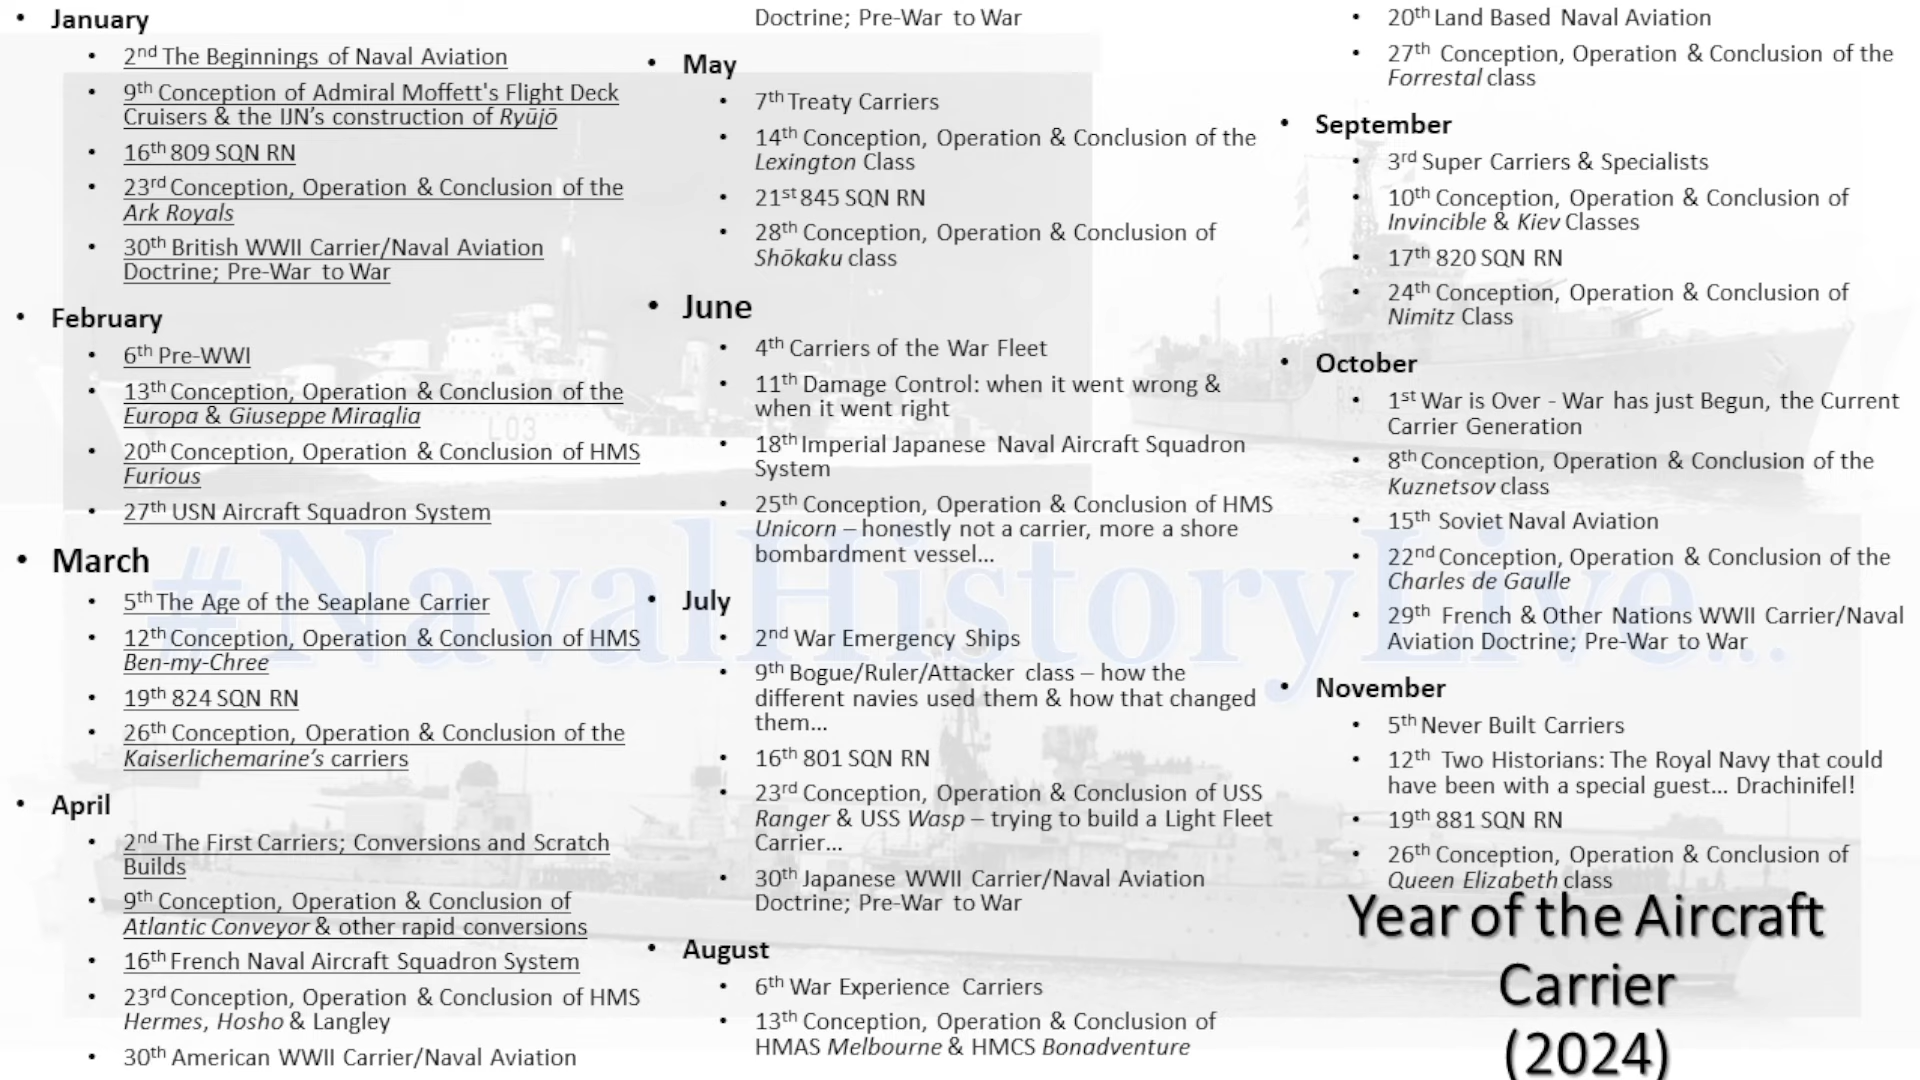 • January
• 2nd The Beginnings of Naval Aviation
• 9th Conception of Admiral Moffett's Flight Deck
Cruisers & the IJN’s construction of Ryūjō
• 16th 809 SQN RN
• 23rd Conception, Operation & Conclusion of the
Ark Royals
• 30th British WWII Carrier/Naval Aviation
Doctrine; Pre-War to War
• February
• 6th Pre-WWI
• 13th Conception, Operation & Conclusion of the
Europa & Giuseppe Miraglia
• 20th Conception, Operation & Conclusion of HMS
Furious
• 27th USN Aircraft Squadron System
• March
• 5th The Age of the Seaplane Carrier
• 12th Conception, Operation & Conclusion of HMS
Ben-my-Chree
• 19th 824 SQN RN
• 26th Conception, Operation & Conclusion of the
Kaiserlichemarine’s carriers
• April
• 2nd The First Carriers; Conversions and Scratch
Builds
• 9th Conception, Operation & Conclusion of
Atlantic Conveyor & other rapid conversions
• 16th French Naval Aircraft Squadron System
• 23rd Conception, Operation & Conclusion of HMS
Hermes, Hosho & Langley
• 30th American WWII Carrier/Naval Aviation
Doctrine; Pre-War to War
• May
• 7th Treaty Carriers
• 14th Conception, Operation & Conclusion of the
Lexington Class
• 21st 845 SQN RN
• 28th Conception, Operation & Conclusion of
Shōkaku class
• June
• 4th Carriers of the War Fleet
• 11th Damage Control: when it went wrong &
when it went right
• 18th Imperial Japanese Naval Aircraft Squadron
System
• 25th Conception, Operation & Conclusion of HMS
Unicorn – honestly not a carrier, more a shore
bombardment vessel…
• July
• 2nd War Emergency Ships
• 9th Bogue/Ruler/Attacker class – how the
different navies used them & how that changed
them…
• 16th 801 SQN RN
• 23rd Conception, Operation & Conclusion of USS
Ranger & USS Wasp – trying to build a Light Fleet
Carrier…
• 30th Japanese WWII Carrier/Naval Aviation
Doctrine; Pre-War to War
• August
• 6th War Experience Carriers
• 13th Conception, Operation & Conclusion of
HMAS Melbourne & HMCS Bonadventure
• 20th Land Based Naval Aviation
• 27th Conception, Operation & Conclusion of the
Forrestal class
• September
• 3rd Super Carriers & Specialists
• 10th Conception, Operation & Conclusion of
Invincible & Kiev Classes
• 17th 820 SQN RN
• 24th Conception, Operation & Conclusion of
Nimitz Class
• October
• 1st War is Over - War has just Begun, the Current
Carrier Generation
• 8th Conception, Operation & Conclusion of the
Kuznetsov class
• 15th Soviet Naval Aviation
• 22nd Conception, Operation & Conclusion of the
Charles de Gaulle
• 29th French & Other Nations WWII Carrier/Naval
Aviation Doctrine; Pre-War to War
• November
• 5th Never Built Carriers
• 12th Two Historians: The Royal Navy that could
have been with a special guest… Drachinifel!
• 19th 881 SQN RN
• 26th Conception, Operation & Conclusion of
Queen Elizabeth class
Year of the Aircraft
Carrier
(2024)
#NavalHistoryLive...
L03